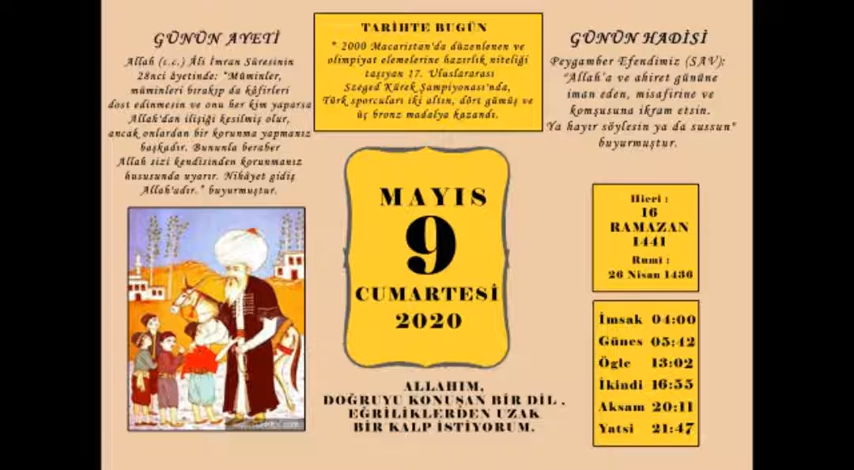 GÜNÜN AYETİ
Allah (c.c.) Âli İmran Sûresinin
28nci âyetinde: "Müminler,
müminleri bırakıp da kâfirleri
dost edinmesin ve onu her kim yaparsa
Allah'dan ilişiği kesilmiş olur,
ancak onlardan bir korunma yapmanız
başkadır. Bununla beraber
Allah sizi kendisinden korunmanız
hususunda uyarır. Nihâyet gidiş
Allah'adır." buyurmuştur.
TARİHTE BUGÜN
" 2000 Macaristan'da düzenlenen ve
olimpiyat elemelerine hazırlık niteliği
taşıyan 17. Uluslararası
Szeged Kürek Şampiyonası'nda,
Türk sporcuları iki altın, dört gümüş ve
üç bronz madalya kazandı.
GÜNÜN HADİSİ
Peygamber Efendimiz (SAV):
"Allah'a ve ahiret gününe
iman eden, misafirine ve
komşusuna ikram etsin.
Ya hayır söylesin ya da sussun"
buyurmuştur.
MAYIS
9
CUMARTESİ
2020
Hicri :
16
RAMAZAN
1441
Rumi :
26 Nisan 1436
İmsak 04:00
Günes 05:42
Ögle 13:02
İkindi 16:55
Aksam 20:11
Yatsi 21:47
ALLAHIM,
DOĞRUYU KONUŞAN BİR DİL ,
EĞRİLİKLERDEN UZAK
BİR KALP İSTİYORUM.